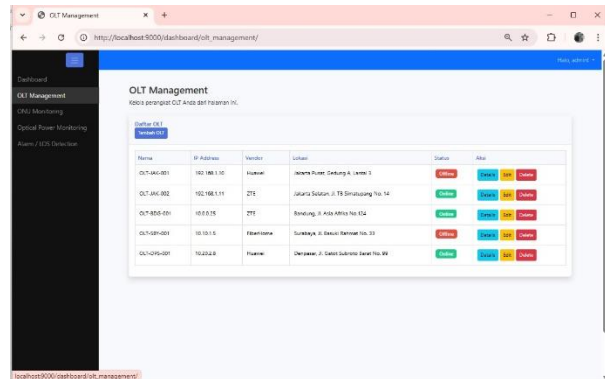 OLT Management
http://localhost:9000/dashboard/olt_management/
Halo, admin!
Dashboard
OLT Management
ONU Monitoring
Optical Power Monitoring
Alarm / LOS Detection
OLT Management
Kelola perangkat OLT Anda dari halaman ini.
Daftar OLT
Tambah OLT
Nama IP Address Vendor Lokasi Status Aksi
OLT-JAK-001 192.168.1.10 Huawei Jakarta Pusat, Gedung A, Lantai 3 Offline Details Edit Delete
OLT-JAK-002 192.168.1.11 ZTE Jakarta Selatan, Jl. TB Simatupang No. 14 Online Details Edit Delete
OLT-BDG-001 10.0.0.25 ZTE Bandung, Jl. Asia Afrika No.124 Online Details Edit Delete
OLT-SBY-001 10.10.1.5 FiberHome Surabaya, Jl. Basuki Rahmat No. 33 Offline Details Edit Delete
OLT-DPS-001 10.20.2.8 Huawei Denpasar, Jl. Gatot Subroto Barat No. 99 Online Details Edit Delete
localhost:9000/dashboard/olt_management/